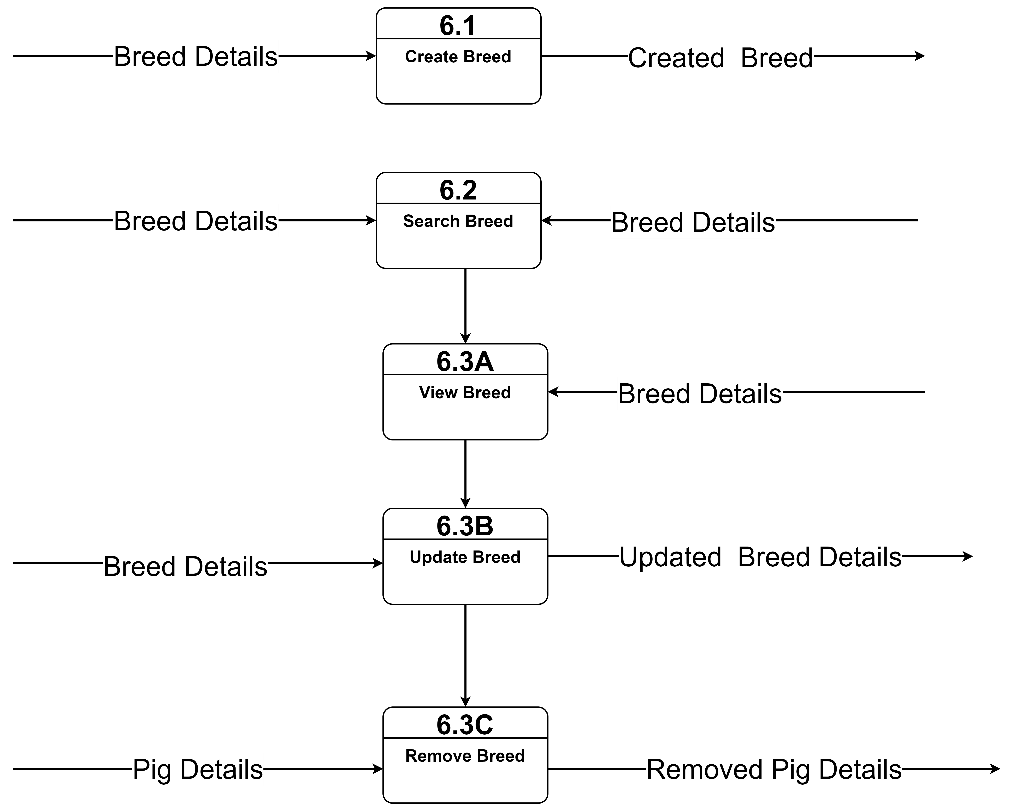 6.1
Breed Details
Create Breed
Created  Breed
6.2
Breed Details
Search Breed
Breed Details
6.3A
View Breed
Breed Details
6.3B
Breed Details
Update Breed
Updated  Breed Details
6.3C
Pig Details
Remove Breed
Removed Pig Details